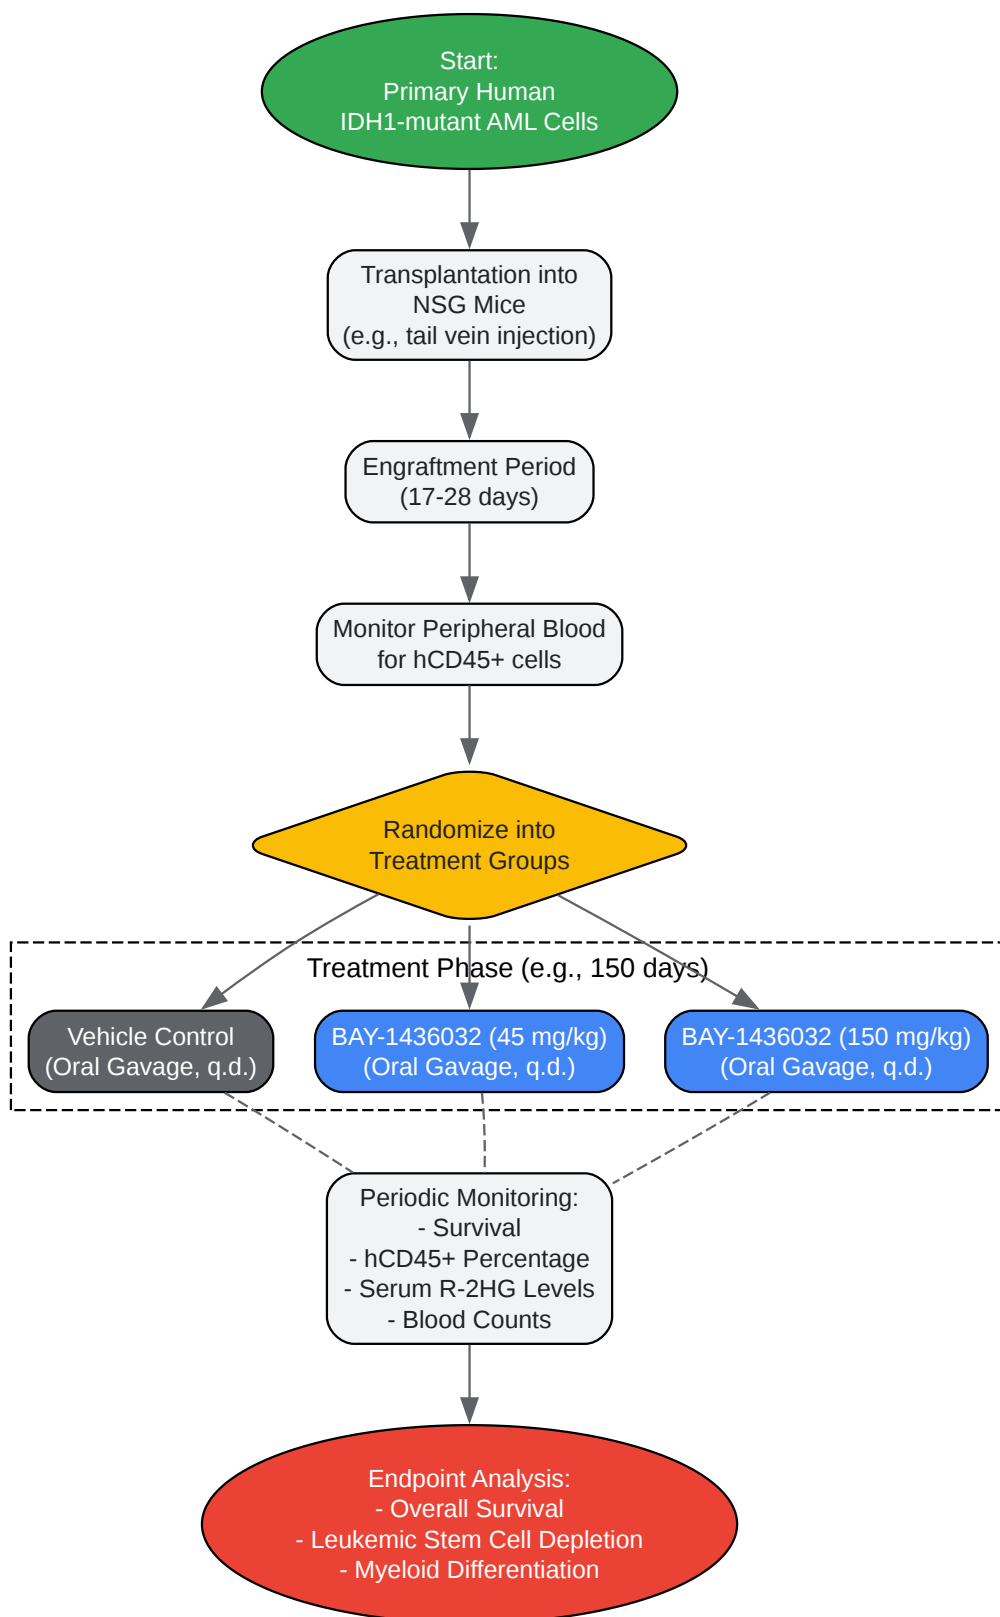 Start:
Primary Human
IDH1-mutant AML Cells
Transplantation into
NSG Mice
(e.g., tail vein injection)
Engraftment Period
(17-28 days)
Monitor Peripheral Blood
for hCD45+ cells
Randomize into
Treatment Groups
Treatment Phase (e.g., 150 days)
Vehicle Control
(Oral Gavage, q.d.)
BAY-1436032 (45 mg/kg)
(Oral Gavage, q.d.)
BAY-1436032 (150 mg/kg)
(Oral Gavage, q.d.)
Periodic Monitoring:
- Survival
- hCD45+ Percentage
- Serum R-2HG Levels
- Blood Counts
Endpoint Analysis:
- Overall Survival
- Leukemic Stem Cell Depletion
- Myeloid Differentiation